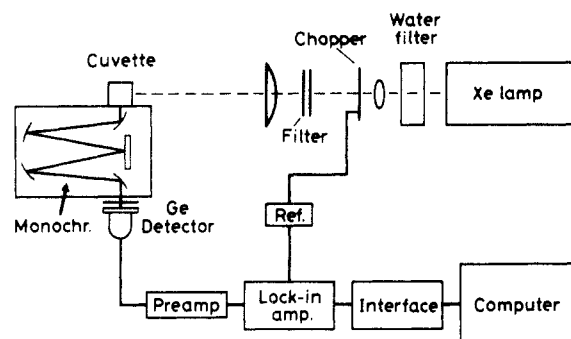 Water
filter
Chopper
Cuvette
Xe lamp
Filter
Ge
Detector
Monochr.
Ref.
Preamp
Lock-in
amp.
Interface
Computer